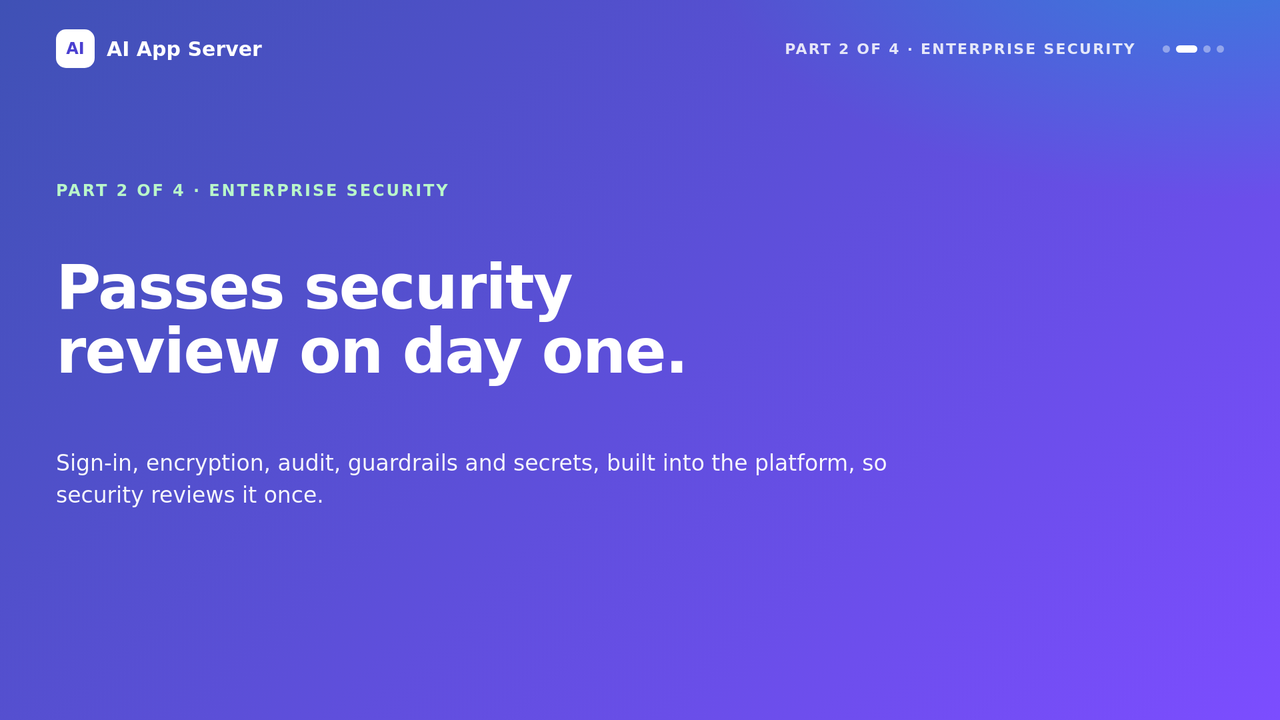 AI
AI App Server
PART 2 OF 4 · ENTERPRISE SECURITY
PART 2 OF 4 · ENTERPRISE SECURITY
Passes security
review on day one.
Sign-in, encryption, audit, guardrails and secrets, built into the platform, so
security reviews it once.